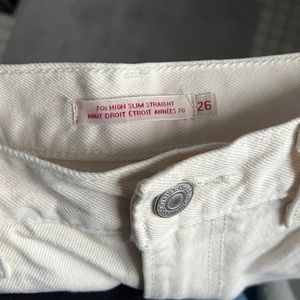 70s HIGH SLIM STRAIGHT
HAUT DROIT ÉTROIT ANNÉES 70
26